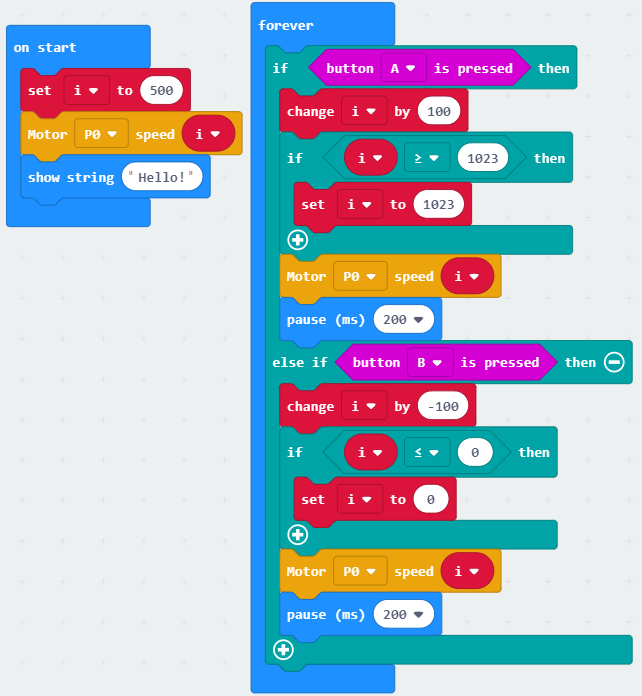 on start
set i to 500
Motor P0 speed i
show string "Hello!"
forever
if button A is pressed then
change i by 100
if i ≥ 1023 then
set i to 1023
Motor P0 speed i
pause (ms) 200
else if button B is pressed then
change i by -100
if i ≤ 0 then
set i to 0
Motor P0 speed i
pause (ms) 200